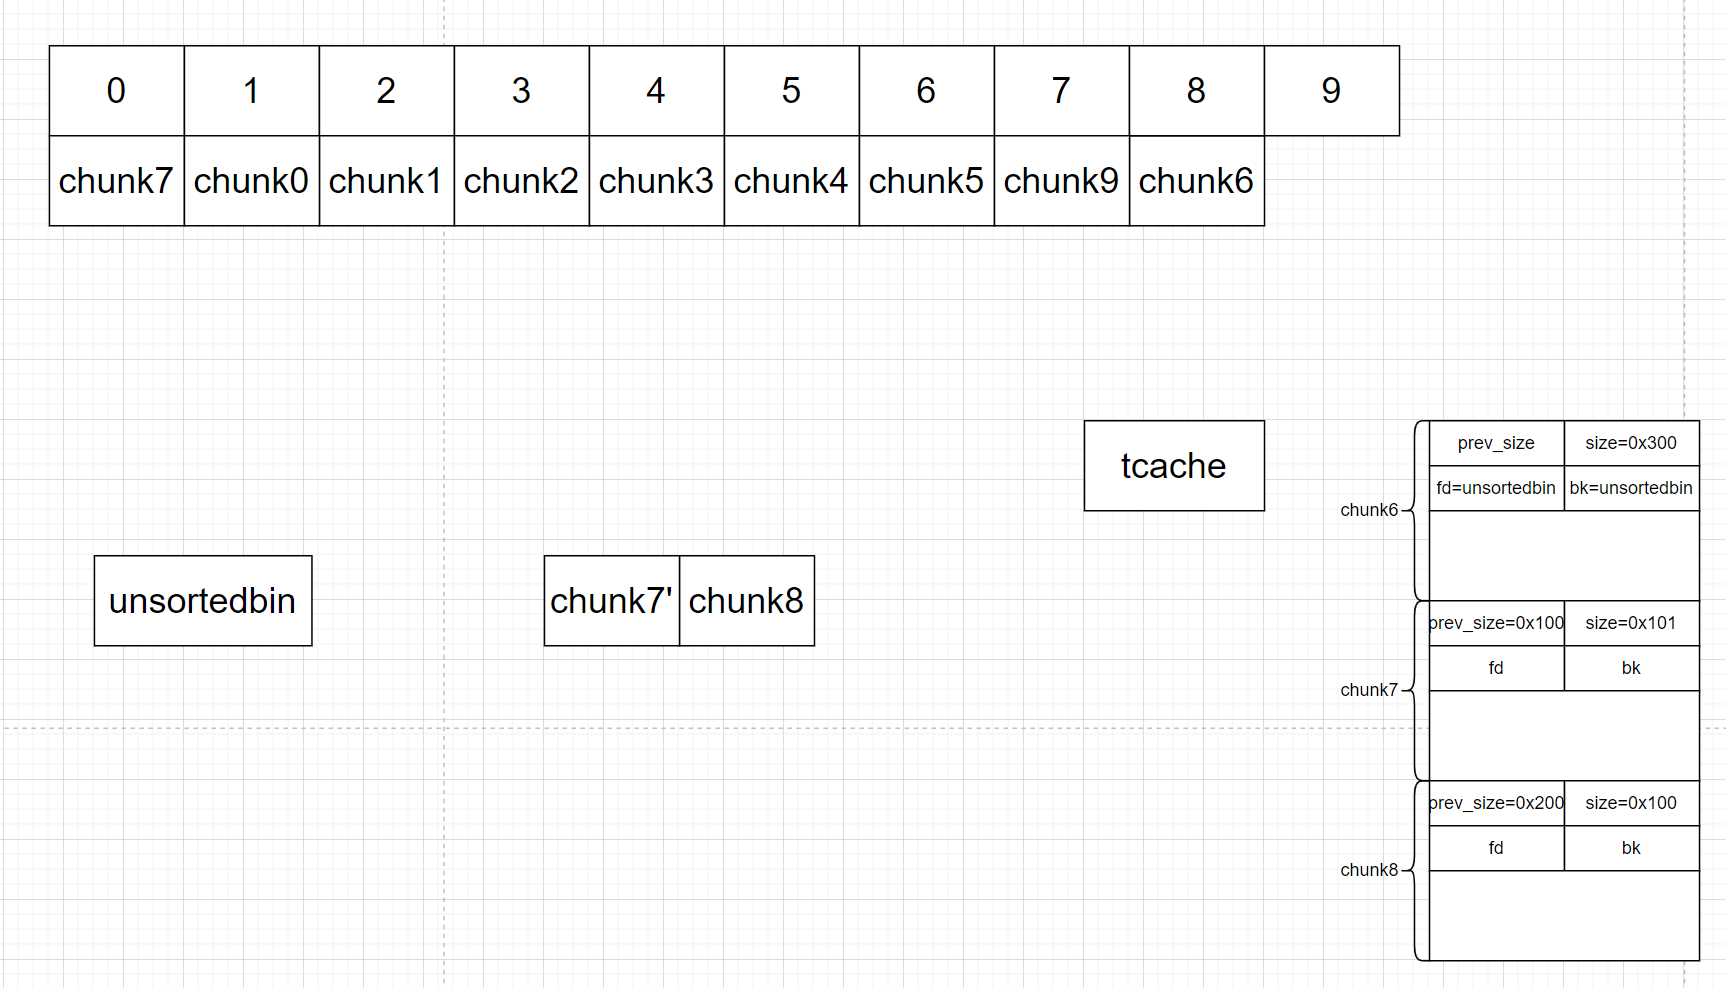 0 1 2 3 4 5 6 7 8 9
chunk7 chunk0 chunk1 chunk2 chunk3 chunk4 chunk5 chunk9 chunk6
tcache
unsortedbin
chunk7' chunk8
chunk6
prev_size size=0x300
fd=unsortedbin bk=unsortedbin
chunk7
prev_size=0x100 size=0x101
fd bk
chunk8
prev_size=0x200 size=0x100
fd bk